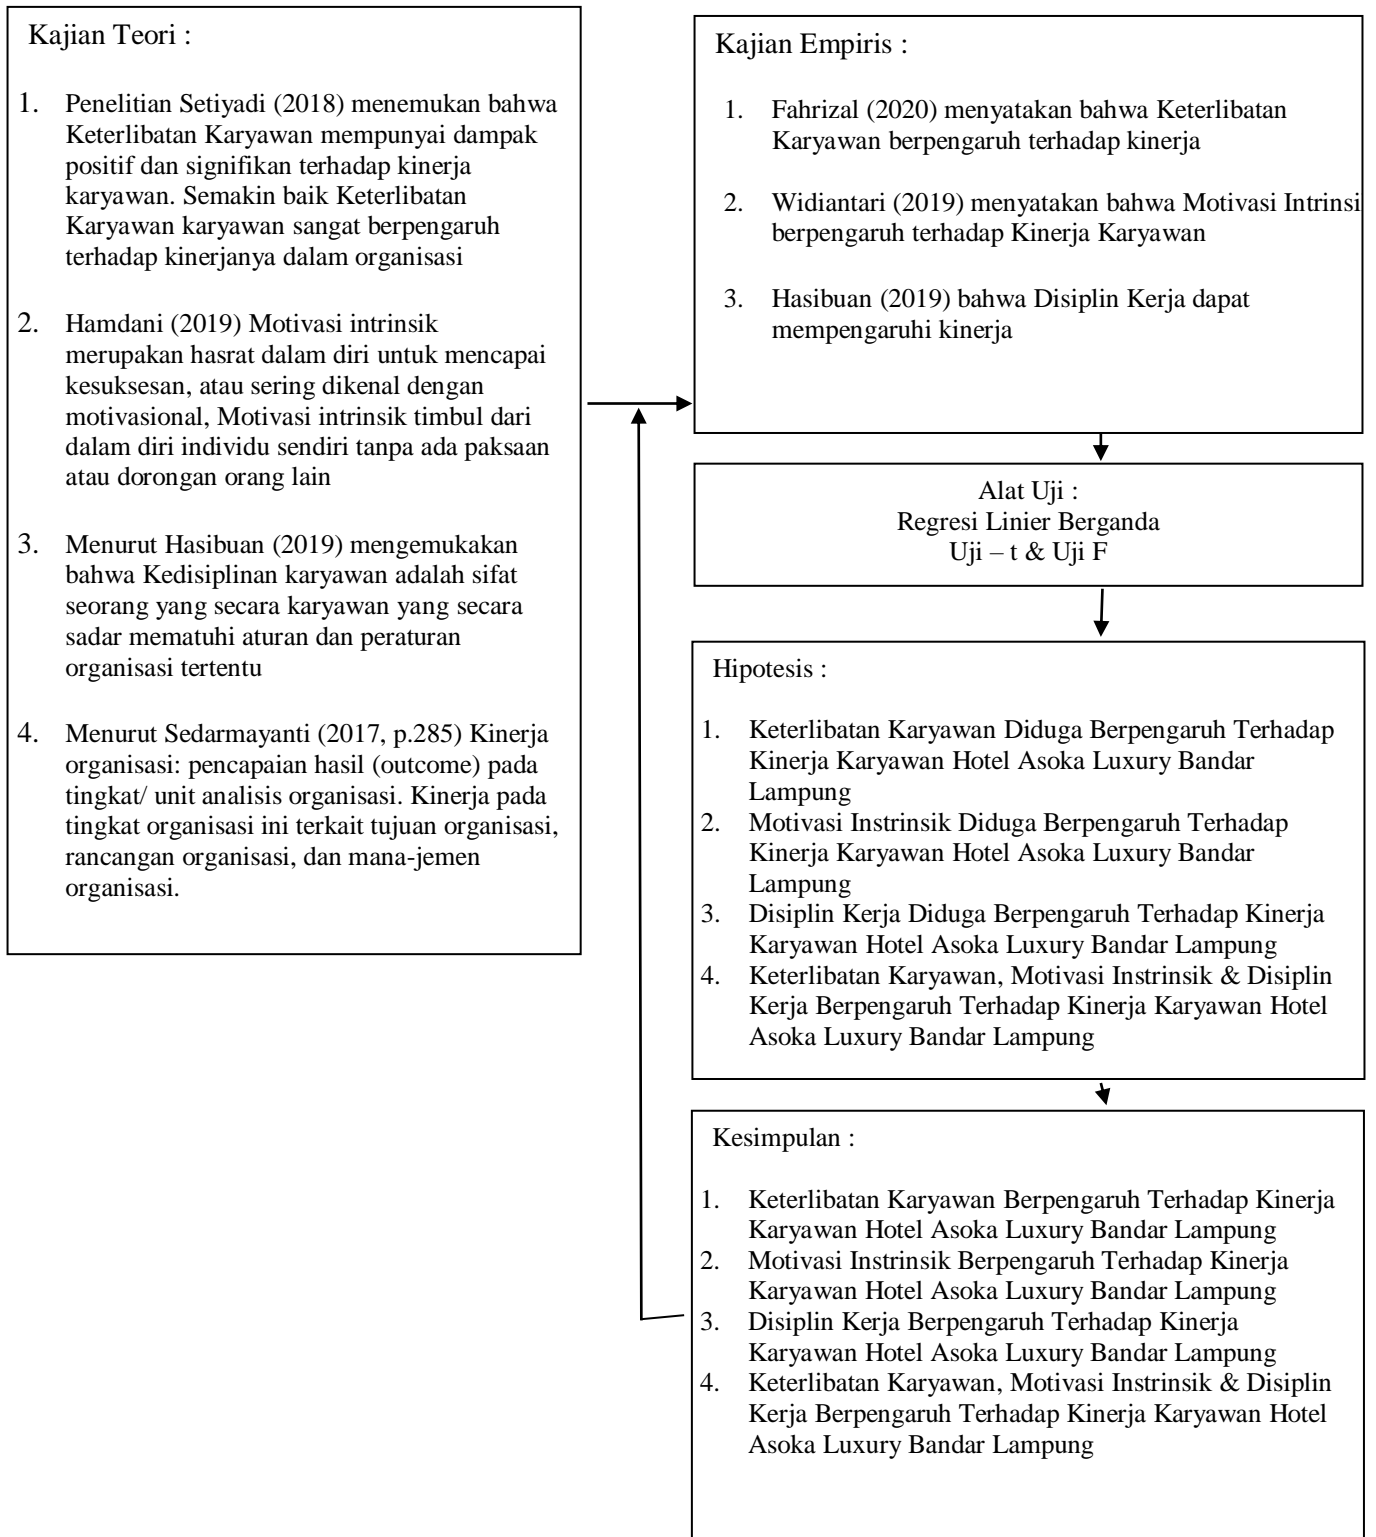 Kajian Teori :
1. Penelitian Setiyadi (2018) menemukan bahwa
Keterlibatan Karyawan mempunyai dampak
positif dan signifikan terhadap kinerja
karyawan. Semakin baik Keterlibatan
Karyawan karyawan sangat berpengaruh
terhadap kinerjanya dalam organisasi
2. Hamdani (2019) Motivasi intrinsik
merupakan hasrat dalam diri untuk mencapai
kesuksesan, atau sering dikenal dengan
motivasional, Motivasi intrinsik timbul dari
dalam diri individu sendiri tanpa ada paksaan
atau dorongan orang lain
3. Menurut Hasibuan (2019) mengemukakan
bahwa Kedisiplinan karyawan adalah sifat
seorang yang secara karyawan yang secara
sadar mematuhi aturan dan peraturan
organisasi tertentu
4. Menurut Sedarmayanti (2017, p.285) Kinerja
organisasi: pencapaian hasil (outcome) pada
tingkat/ unit analisis organisasi. Kinerja pada
tingkat organisasi ini terkait tujuan organisasi,
rancangan organisasi, dan mana-jemen
organisasi.
Kajian Empiris :
1. Fahrizal (2020) menyatakan bahwa Keterlibatan
Karyawan berpengaruh terhadap kinerja
2. Widiantari (2019) menyatakan bahwa Motivasi Intrinsi
berpengaruh terhadap Kinerja Karyawan
3. Hasibuan (2019) bahwa Disiplin Kerja dapat
mempengaruhi kinerja
Alat Uji :
Regresi Linier Berganda
Uji – t & Uji F
Hipotesis :
1. Keterlibatan Karyawan Diduga Berpengaruh Terhadap
Kinerja Karyawan Hotel Asoka Luxury Bandar
Lampung
2. Motivasi Instrinsik Diduga Berpengaruh Terhadap
Kinerja Karyawan Hotel Asoka Luxury Bandar
Lampung
3. Disiplin Kerja Diduga Berpengaruh Terhadap Kinerja
Karyawan Hotel Asoka Luxury Bandar Lampung
4. Keterlibatan Karyawan, Motivasi Instrinsik & Disiplin
Kerja Berpengaruh Terhadap Kinerja Karyawan Hotel
Asoka Luxury Bandar Lampung
Kesimpulan :
1. Keterlibatan Karyawan Berpengaruh Terhadap Kinerja
Karyawan Hotel Asoka Luxury Bandar Lampung
2. Motivasi Instrinsik Berpengaruh Terhadap Kinerja
Karyawan Hotel Asoka Luxury Bandar Lampung
3. Disiplin Kerja Berpengaruh Terhadap Kinerja
Karyawan Hotel Asoka Luxury Bandar Lampung
4. Keterlibatan Karyawan, Motivasi Instrinsik & Disiplin
Kerja Berpengaruh Terhadap Kinerja Karyawan Hotel
Asoka Luxury Bandar Lampung